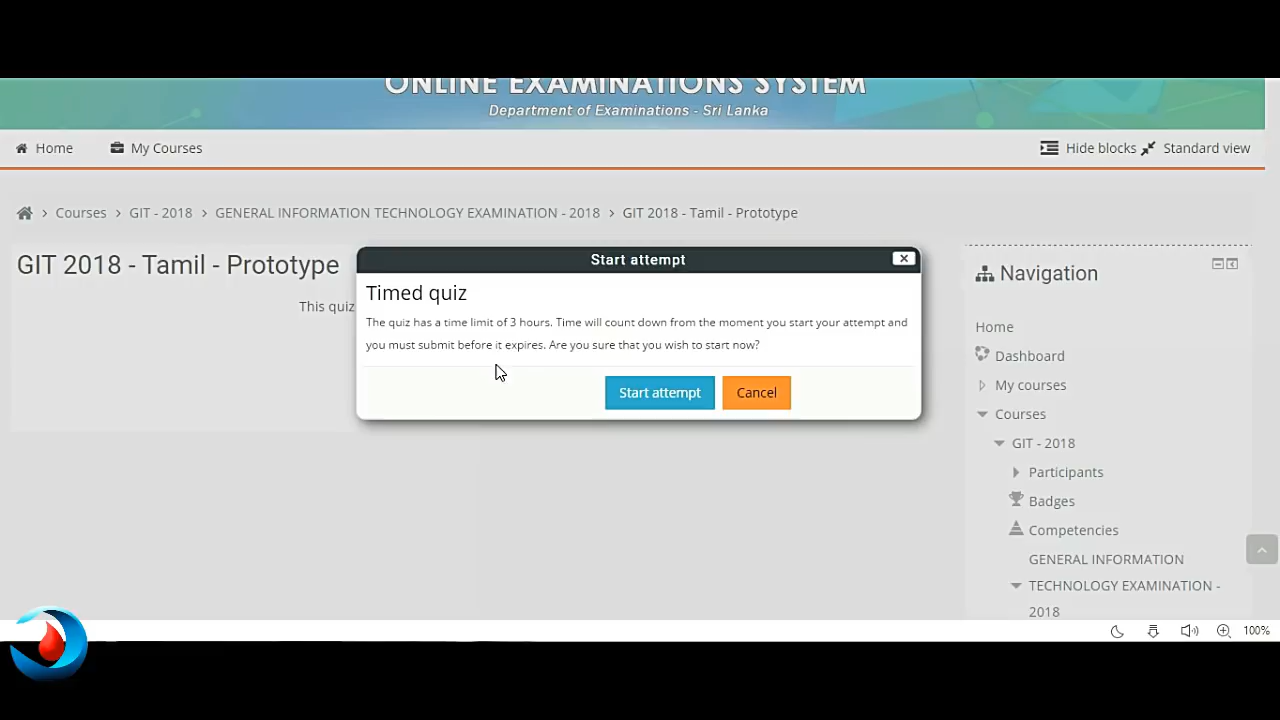 ONLINE EXAMINATIONS SYSTEM
Department of Examinations - Sri Lanka
Home My Courses Hide blocks Standard view
Courses GIT - 2018 GENERAL INFORMATION TECHNOLOGY EXAMINATION - 2018 GIT 2018 - Tamil - Prototype
GIT 2018 - Tamil - Prototype
This quiz
Start attempt
Timed quiz
The quiz has a time limit of 3 hours. Time will count down from the moment you start your attempt and
you must submit before it expires. Are you sure that you wish to start now?
Start attempt Cancel
Navigation
Home
Dashboard
My courses
Courses
GIT - 2018
Participants
Badges
Competencies
GENERAL INFORMATION
TECHNOLOGY EXAMINATION -
2018
100%